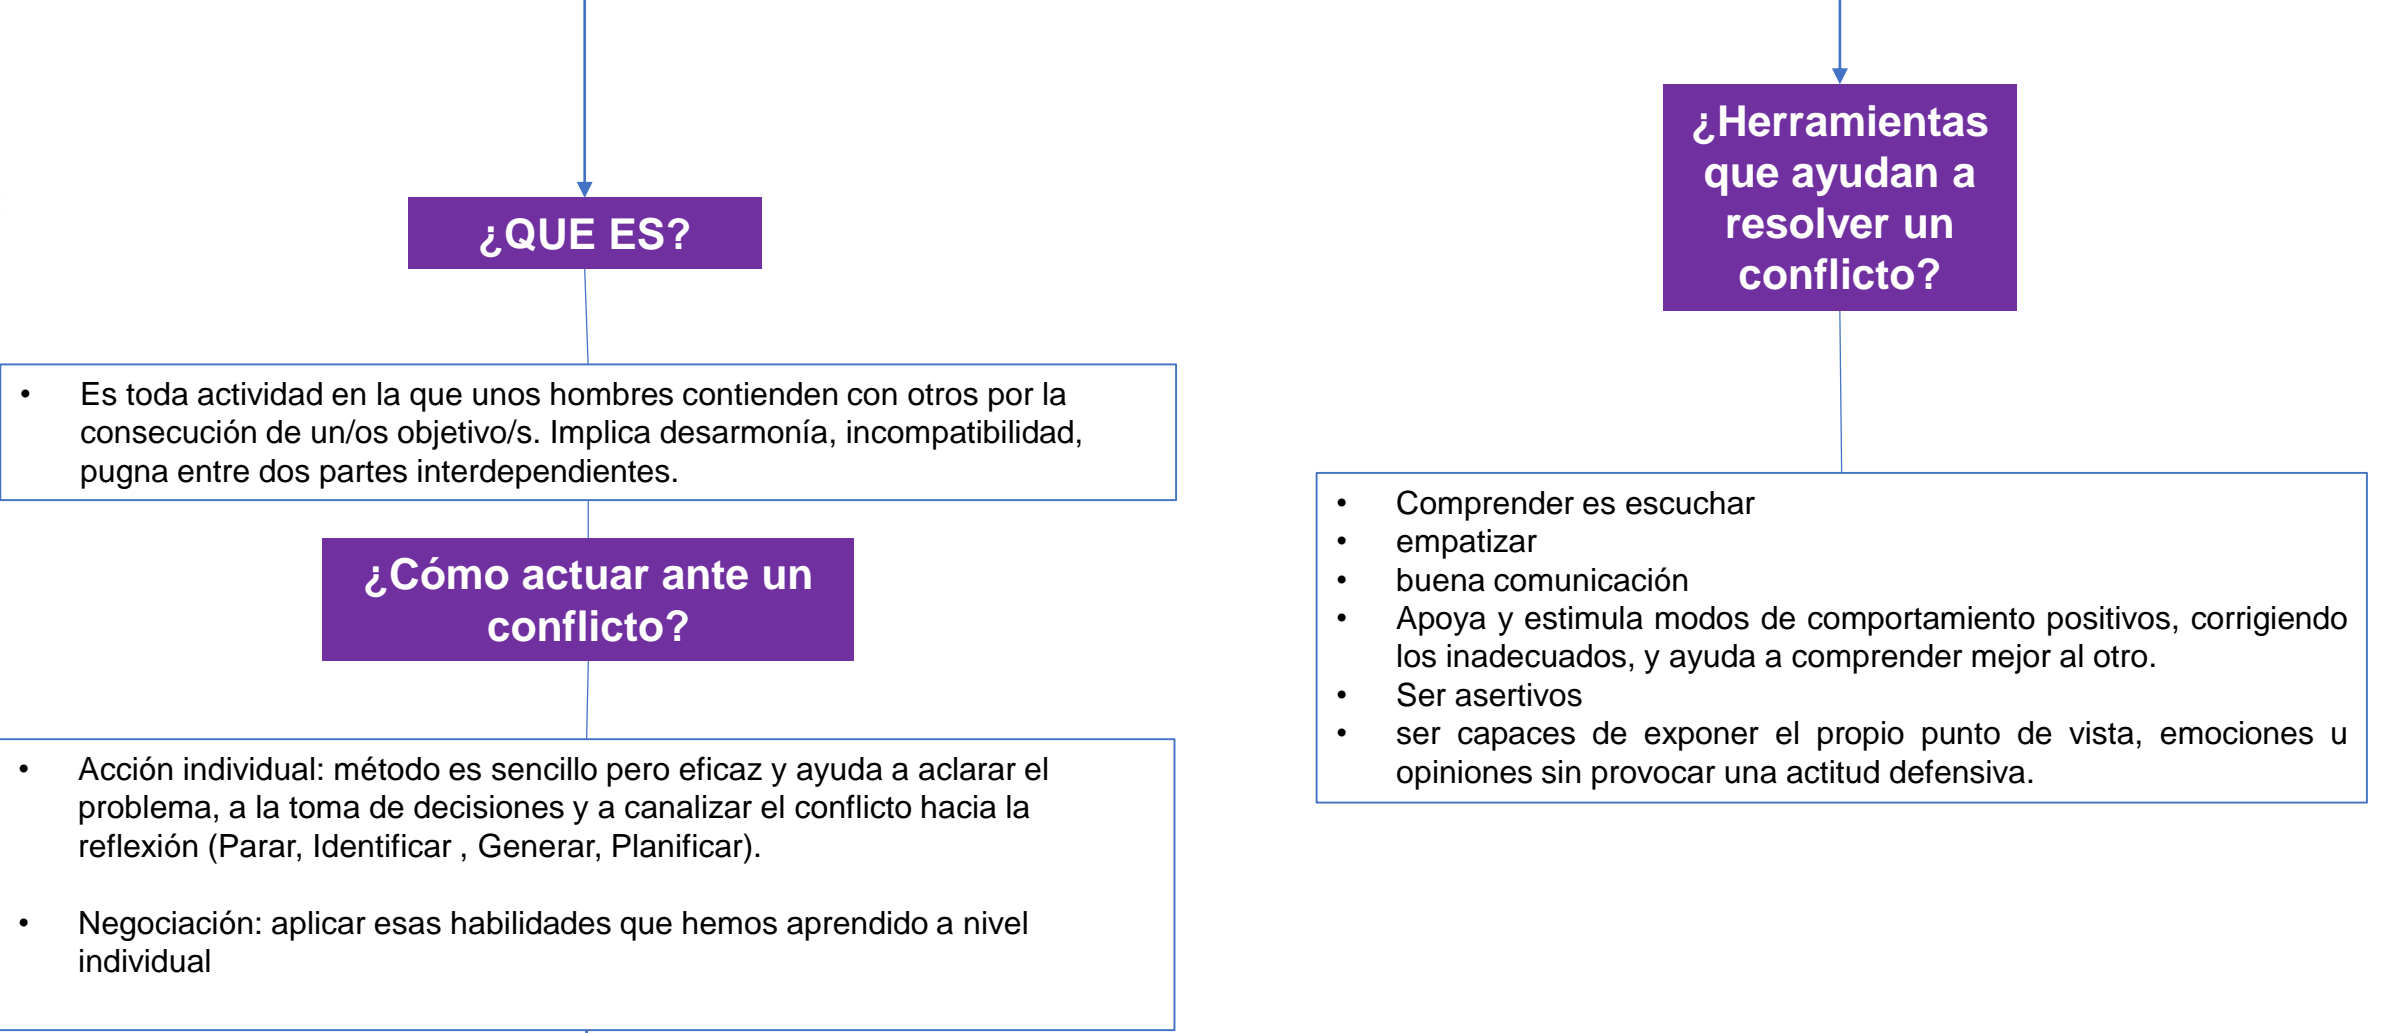 ¿QUE ES?
• Es toda actividad en la que unos hombres contienden con otros por la
consecución de un/os objetivo/s. Implica desarmonía, incompatibilidad,
pugna entre dos partes interdependientes.
¿Cómo actuar ante un
conflicto?
• Acción individual: método es sencillo pero eficaz y ayuda a aclarar el
problema, a la toma de decisiones y a canalizar el conflicto hacia la
reflexión (Parar, Identificar , Generar, Planificar).
• Negociación: aplicar esas habilidades que hemos aprendido a nivel
individual
¿Herramientas
que ayudan a
resolver un
conflicto?
• Comprender es escuchar
• empatizar
• buena comunicación
• Apoya y estimula modos de comportamiento positivos, corrigiendo
los inadecuados, y ayuda a comprender mejor al otro.
• Ser asertivos
• ser capaces de exponer el propio punto de vista, emociones u
opiniones sin provocar una actitud defensiva.